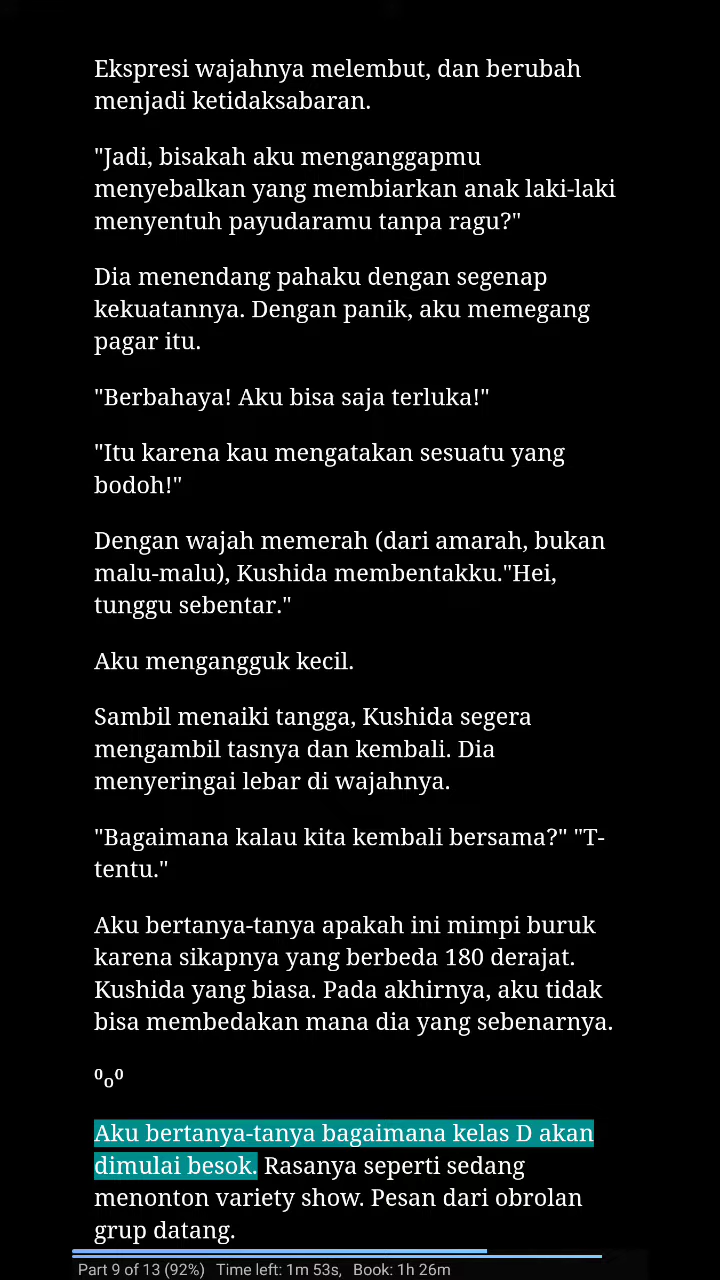 Ekspresi wajahnya melembut, dan berubah
menjadi ketidaksabaran.
"Jadi, bisakah aku menganggapmu
menyebalkan yang membiarkan anak laki-laki
menyentuh payudaramu tanpa ragu?"
Dia menendang pahaku dengan segenap
kekuatannya. Dengan panik, aku memegang
pagar itu.
"Berbahaya! Aku bisa saja terluka!"
"Itu karena kau mengatakan sesuatu yang
bodoh!"
Dengan wajah memerah (dari amarah, bukan
malu-malu), Kushida membentakku."Hei,
tunggu sebentar."
Aku mengangguk kecil.
Sambil menaiki tangga, Kushida segera
mengambil tasnya dan kembali. Dia
menyeringai lebar di wajahnya.
"Bagaimana kalau kita kembali bersama?" "T-
tentu."
Aku bertanya-tanya apakah ini mimpi buruk
karena sikapnya yang berbeda 180 derajat.
Kushida yang biasa. Pada akhirnya, aku tidak
bisa membedakan mana dia yang sebenarnya.
⁰₀⁰
Aku bertanya-tanya bagaimana kelas D akan
dimulai besok. Rasanya seperti sedang
menonton variety show. Pesan dari obrolan
grup datang.
Part 9 of 13 (92%) Time left: 1m 53s, Book: 1h 26m